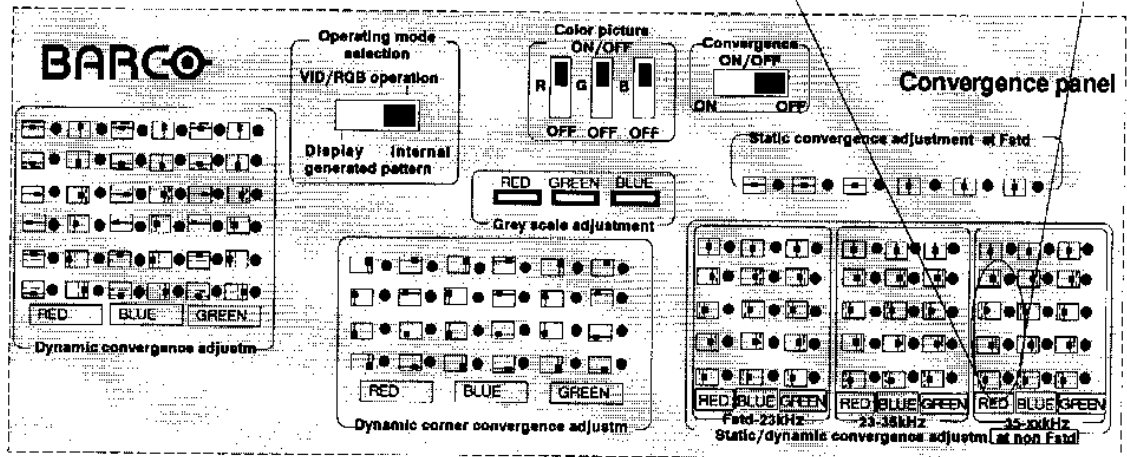 BARCO
Operating mode
selection
VID/RGB operation
Display Internal
generated pattern
Color picture
ON/OFF
R G B
OFF OFF OFF
Convergence
ON/OFF
ON OFF
Convergence panel
Static convergence adjustment at Fstd
RED GREEN BLUE
Grey scale adjustment
RED BLUE GREEN
Dynamic convergence adjustm
RED BLUE GREEN
Dynamic corner convergence adjustm
RED BLUE GREEN RED BLUE GREEN RED BLUE GREEN
Fstd-23kHz 23-35kHz 35-xxkHz
Static/dynamic convergence adjustm. at non Fstd